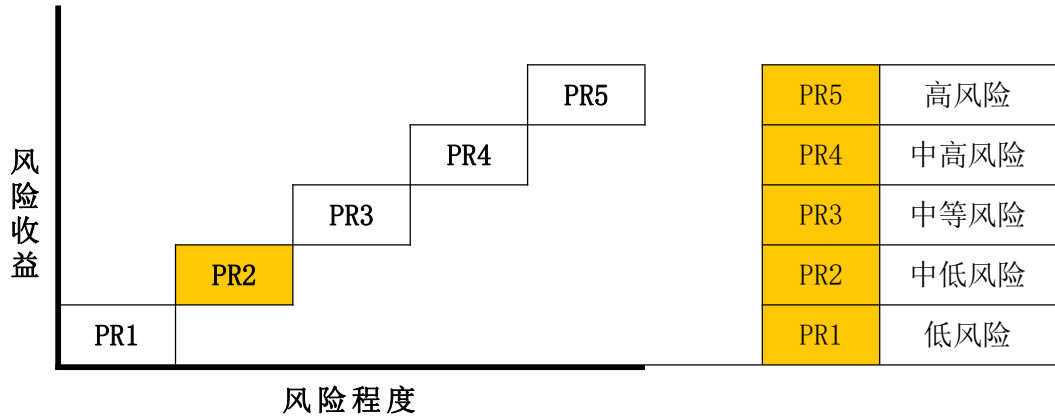 风险收益
PR5
PR4
PR3
PR2
PR1
风险程度
PR5 高风险
PR4 中高风险
PR3 中等风险
PR2 中低风险
PR1 低风险